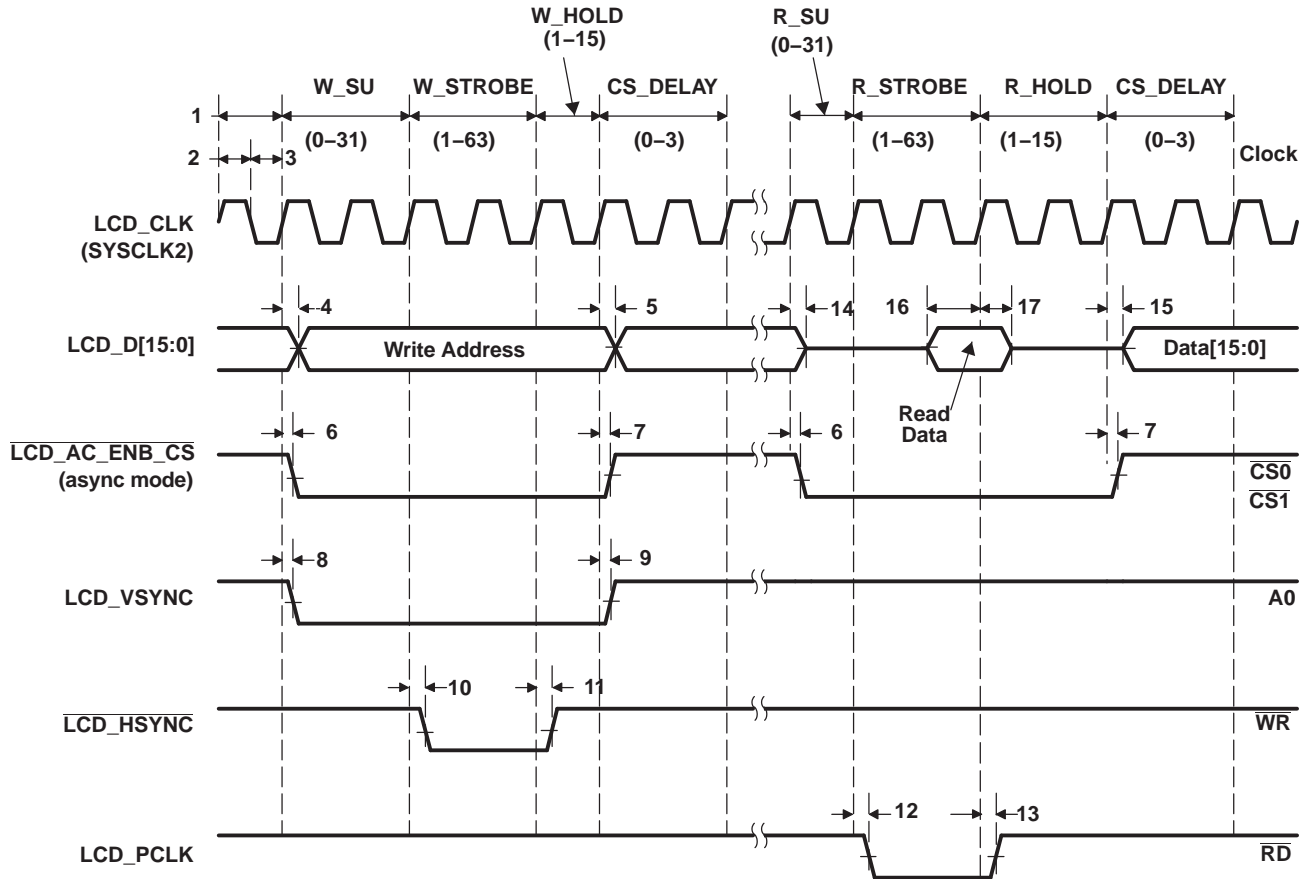 W_HOLD
(1–15)
R_SU
(0–31)
W_SU
W_STROBE
CS_DELAY
R_STROBE
R_HOLD
CS_DELAY
1
(0–31)
(1–63)
(0–3)
(1–63)
(1–15)
(0–3)
2
3
Clock
LCD_CLK
(SYSCLK2)
4
5
14
16
17
15
LCD_D[15:0]
Write Address
Data[15:0]
Read
Data
6
7
6
7
LCD_AC_ENB_CS
(async mode)
CS0
CS1
8
9
LCD_VSYNC
A0
10
11
LCD_HSYNC
WR
12
13
LCD_PCLK
RD